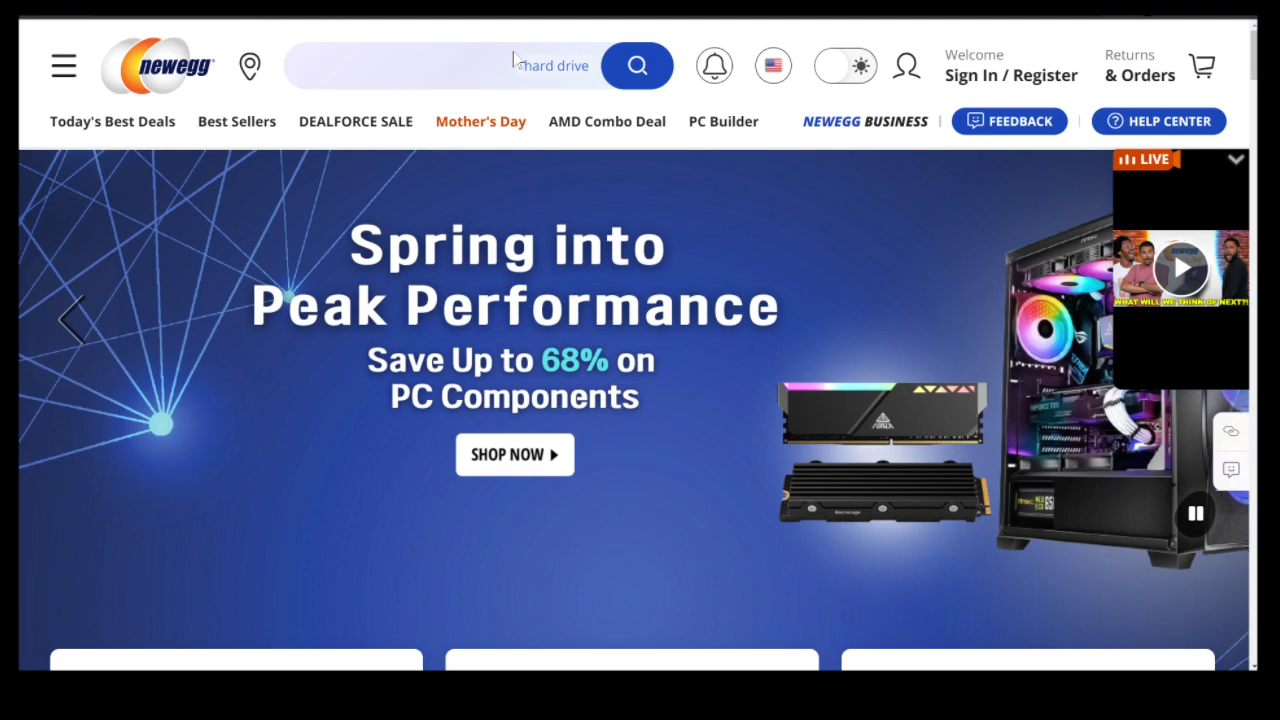 newegg
hard drive
Welcome
Sign In / Register
Returns
& Orders
Today's Best Deals
Best Sellers
DEALFORCE SALE
Mother's Day
AMD Combo Deal
PC Builder
NEWEGG BUSINESS
FEEDBACK
HELP CENTER
LIVE
Spring into
Peak Performance
Save Up to 68% on
PC Components
SHOP NOW
WHAT WILL WE THINK OF NEXT?!